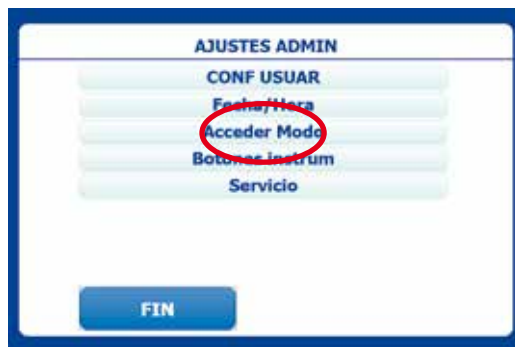 AJUSTES ADMIN
CONF USUAR
Fecha/Hora
Acceder Modo
Botones instrum
Servicio
FIN